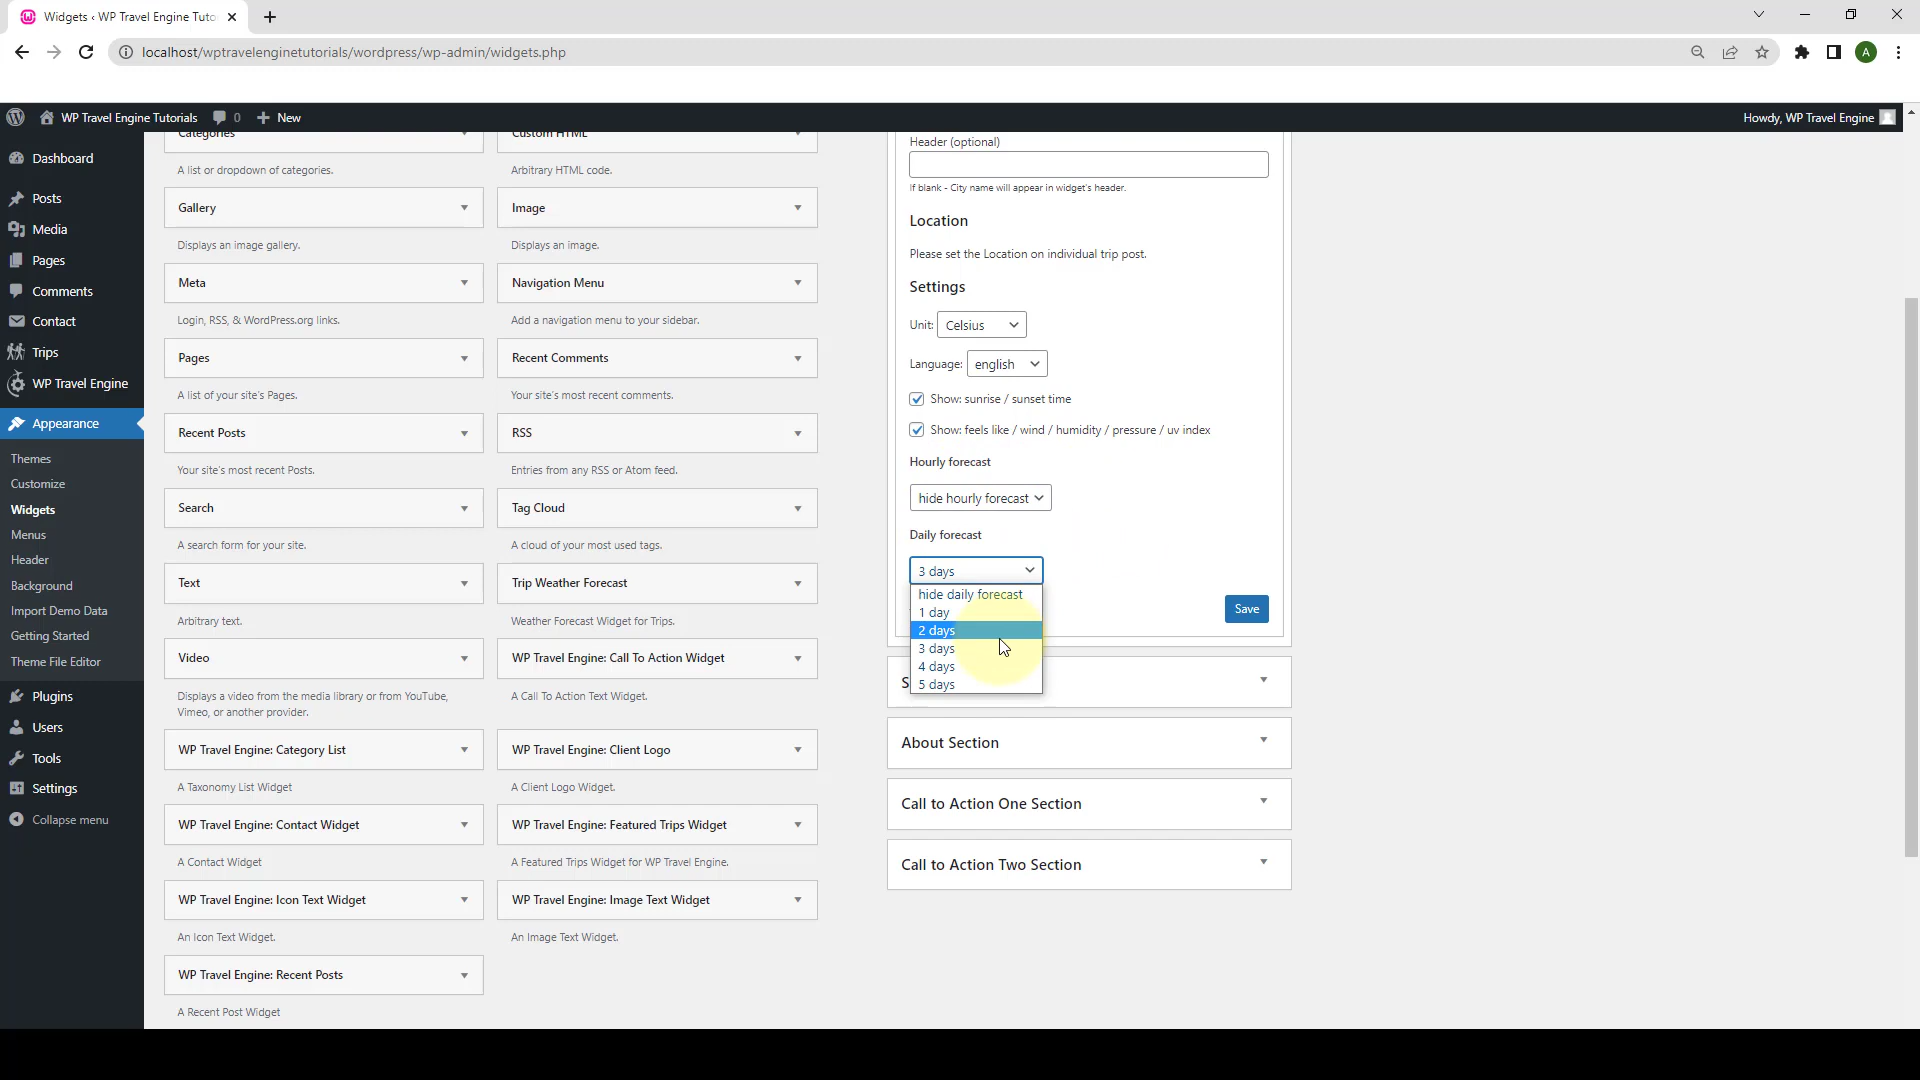 Widgets ‹ WP Travel Engine Tuto
localhost/wptravelenginetutorials/wordpress/wp-admin/widgets.php
A
WP Travel Engine Tutorials
0
New
Howdy, WP Travel Engine
Dashboard
Posts
Media
Pages
Comments
Contact
Trips
WP Travel Engine
Appearance
Themes
Customize
Widgets
Menus
Header
Background
Import Demo Data
Getting Started
Theme File Editor
Plugins
Users
Tools
Settings
Collapse menu
Categories
A list or dropdown of categories.
Gallery
Displays an image gallery.
Meta
Login, RSS, & WordPress.org links.
Pages
A list of your site's Pages.
Recent Posts
Your site's most recent Posts.
Search
A search form for your site.
Text
Arbitrary text.
Video
Displays a video from the media library or from YouTube,
Vimeo, or another provider.
WP Travel Engine: Category List
A Taxonomy List Widget
WP Travel Engine: Contact Widget
A Contact Widget
WP Travel Engine: Icon Text Widget
An Icon Text Widget.
WP Travel Engine: Recent Posts
A Recent Post Widget
Custom HTML
Arbitrary HTML code.
Image
Displays an image.
Navigation Menu
Add a navigation menu to your sidebar.
Recent Comments
Your site's most recent comments.
RSS
Entries from any RSS or Atom feed.
Tag Cloud
A cloud of your most used tags.
Trip Weather Forecast
Weather Forecast Widget for Trips.
WP Travel Engine: Call To Action Widget
A Call To Action Text Widget.
WP Travel Engine: Client Logo
A Client Logo Widget.
WP Travel Engine: Featured Trips Widget
A Featured Trips Widget for WP Travel Engine.
WP Travel Engine: Image Text Widget
An Image Text Widget.
Header (optional)
If blank - City name will appear in widget's header.
Location
Please set the Location on individual trip post.
Settings
Unit: Celsius
Language: english
Show: sunrise / sunset time
Show: feels like / wind / humidity / pressure / uv index
Hourly forecast
hide hourly forecast
Daily forecast
3 days
hide daily forecast
1 day
2 days
3 days
4 days
5 days
Save
About Section
Call to Action One Section
Call to Action Two Section